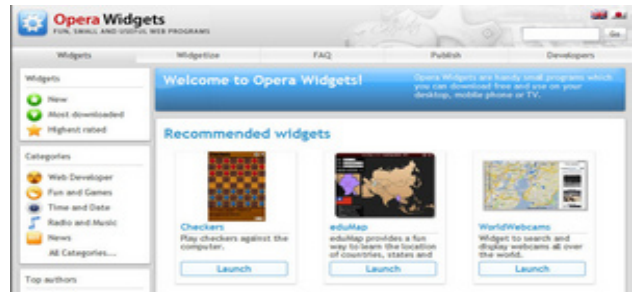 Opera Widgets
FUN, SMALL AND USEFUL WEB PROGRAMS
Go
Widgets Widgetize FAQ Publish Developers
Widgets
New
Most downloaded
Highest rated
Categories
Web Developer
Fun and Games
Time and Date
Radio and Music
News
All Categories...
Top authors
Welcome to Opera Widgets!
Opera Widgets are handy small programs which
you can download free and use on your
desktop, mobile phone or TV.
Recommended widgets
Checkers
Play checkers against the
computer.
Launch
eduMap
eduMap provides a fun
way to learn the location
of countries, states and
Launch
WorldWebcams
Widget to search and
display webcams all over
the world.
Launch